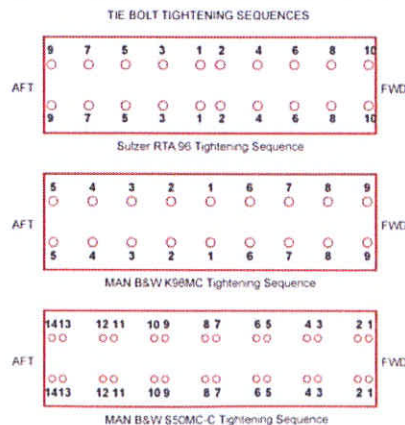 TIE BOLT TIGHTENING SEQUENCES
9 7 5 3 1 2 4 6 8 10
AFT FWD
9 7 5 3 1 2 4 6 8 10
Sulzer RTA 96 Tightening Sequence
5 4 3 2 1 6 7 8 9
AFT FWD
5 4 3 2 1 6 7 8 9
MAN B&W K98MC Tightening Sequence
14 13 12 11 10 9 8 7 6 5 4 3 2 1
AFT FWD
14 13 12 11 10 9 8 7 6 5 4 3 2 1
MAN B&W S50MC-C Tightening Sequence